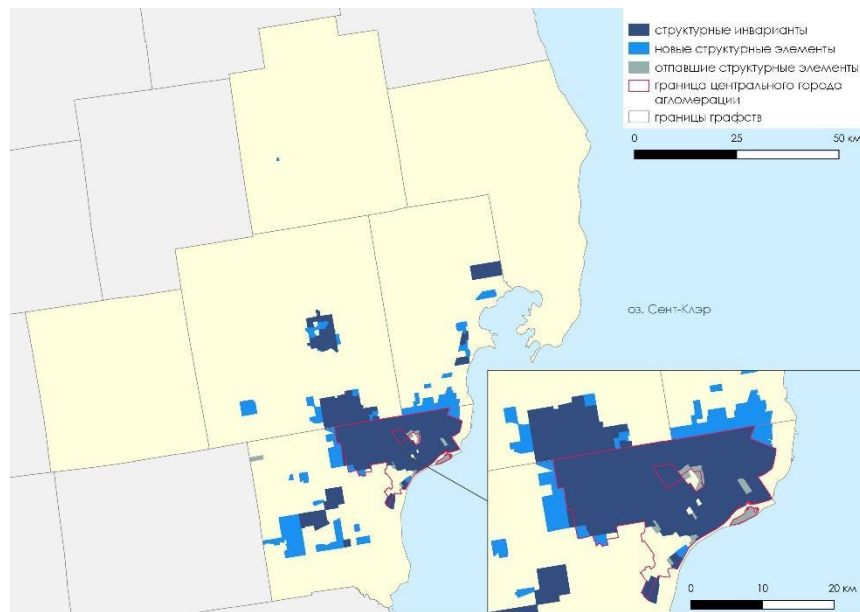 структурные инварианты
новые структурные элементы
отпавшие структурные элементы
граница центрального города
агломерации
границы графств
0 25 50 км
оз. Сент-Клэр
0 10 20 км